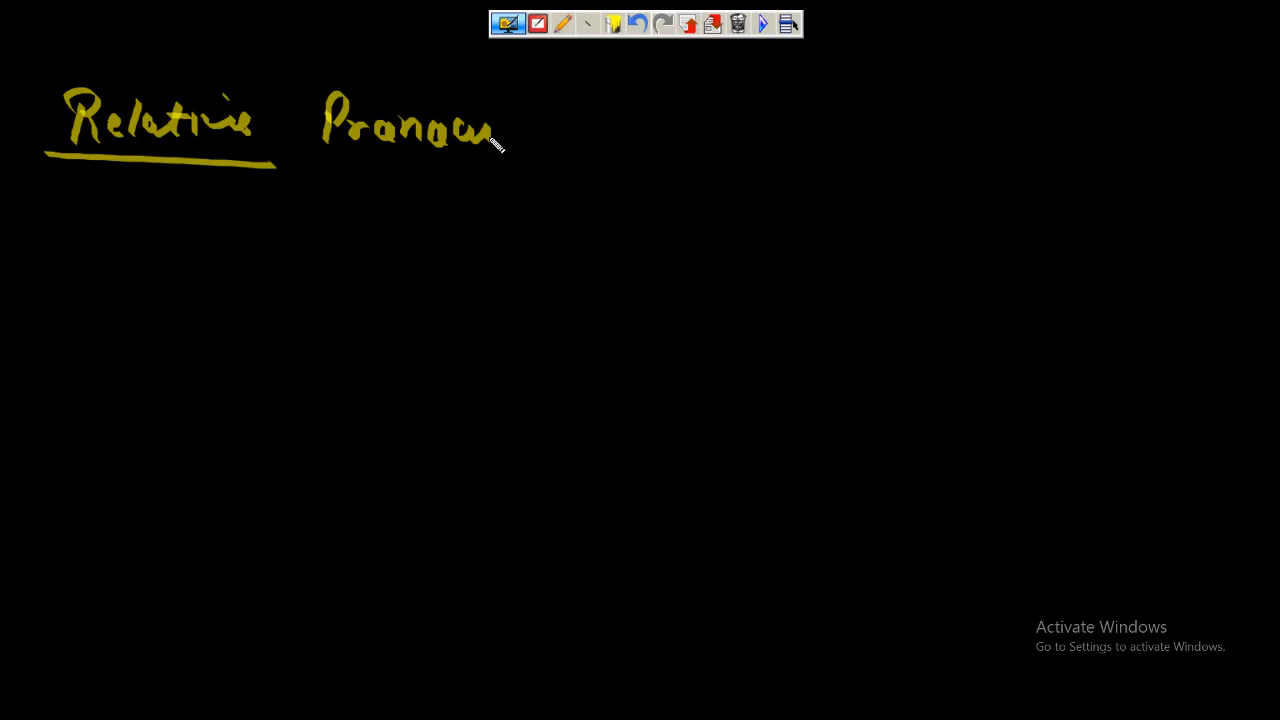 Relative Pronou
Activate Windows
Go to Settings to activate Windows.